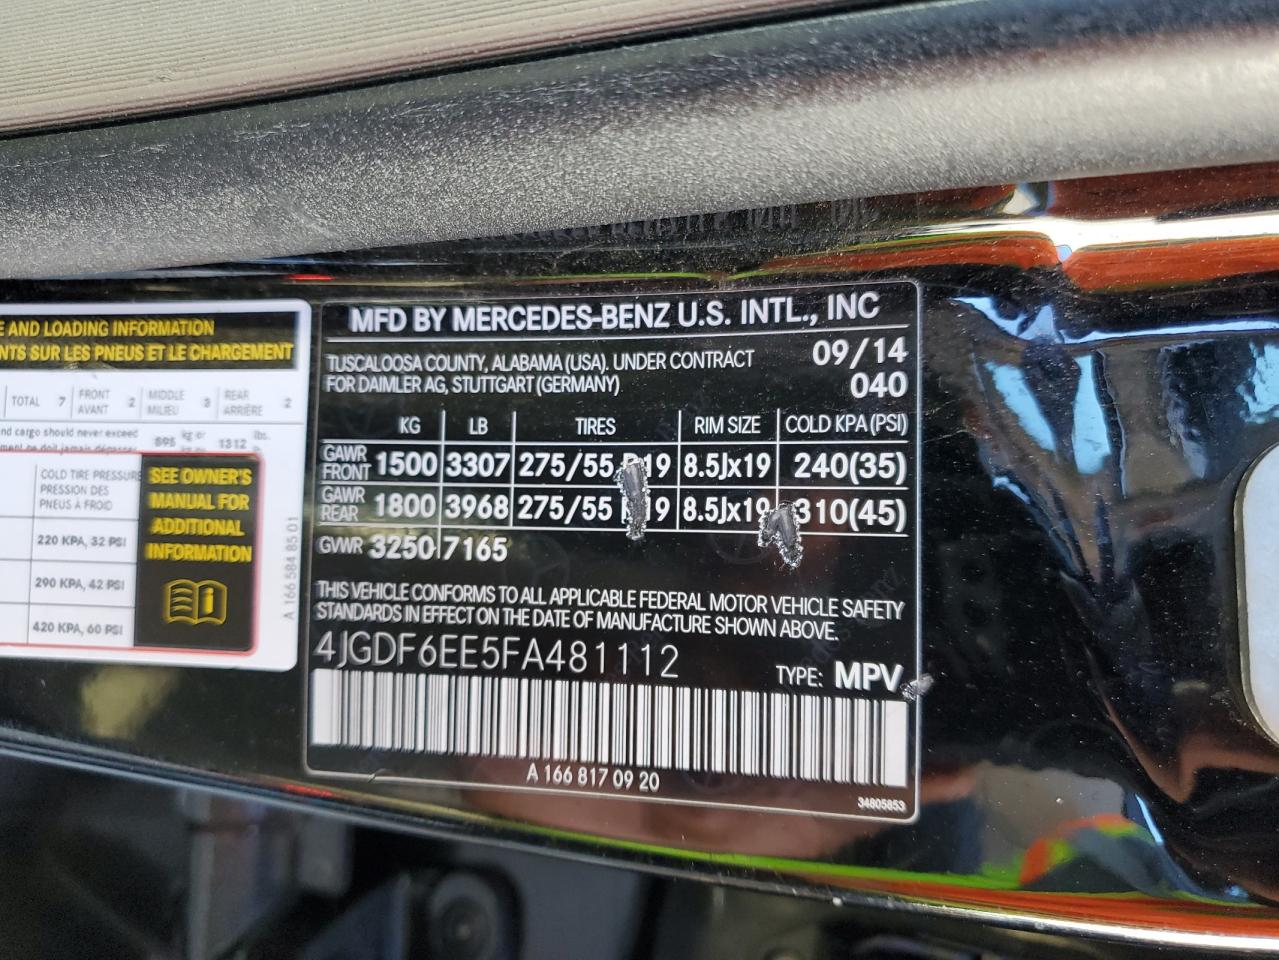 E AND LOADING INFORMATION
NTS SUR LES PNEUS ET LE CHARGEMENT
TOTAL 7 FRONT AVANT 2 MIDDLE MILIEU 3 REAR ARRIÈRE 2
nd cargo should never exceed 595 kg or 1312 lbs.
COLD TIRE PRESSURE
PRESSION DES
PNEUS À FROID
220 KPA, 32 PSI
290 KPA, 42 PSI
420 KPA, 60 PSI
SEE OWNER'S
MANUAL FOR
ADDITIONAL
INFORMATION
A 166 584 85 01
MFD BY MERCEDES-BENZ U.S. INTL., INC
TUSCALOOSA COUNTY, ALABAMA (USA). UNDER CONTRACT 09/14
FOR DAIMLER AG, STUTTGART (GERMANY) 040
KG LB TIRES RIM SIZE COLD KPA (PSI)
GAWR FRONT 1500 3307 275/55 R19 8.5Jx19 240(35)
GAWR REAR 1800 3968 275/55 19 8.5Jx19 310(45)
GVWR 3250 7165
THIS VEHICLE CONFORMS TO ALL APPLICABLE FEDERAL MOTOR VEHICLE SAFETY
STANDARDS IN EFFECT ON THE DATE OF MANUFACTURE SHOWN ABOVE.
4JGDF6EE5FA481112
TYPE: MPV
A 166 817 09 20
34805853